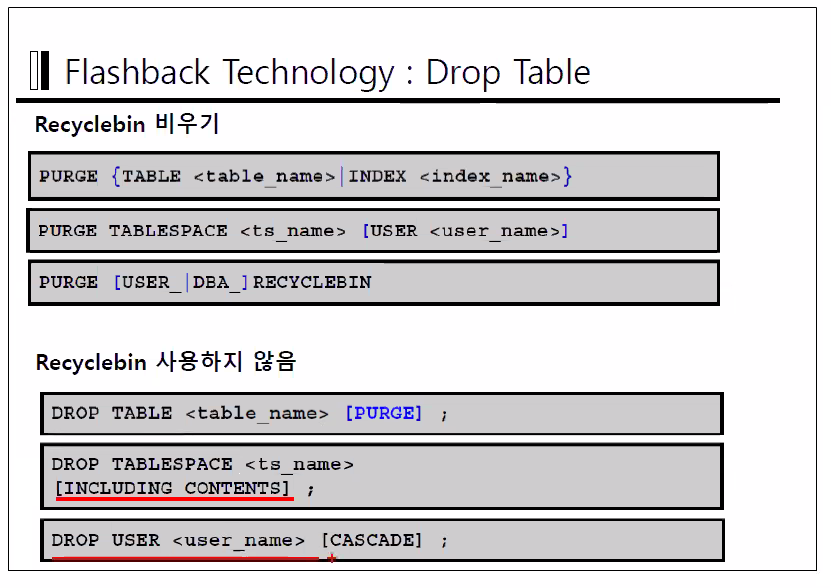 Flashback Technology : Drop Table
Recyclebin 비우기
PURGE {TABLE <table_name>|INDEX <index_name>}
PURGE TABLESPACE <ts_name> [USER <user_name>]
PURGE [USER_|DBA_]RECYCLEBIN
Recyclebin 사용하지 않음
DROP TABLE <table_name> [PURGE] ;
DROP TABLESPACE <ts_name>
[INCLUDING CONTENTS] ;
DROP USER <user_name> [CASCADE] ;